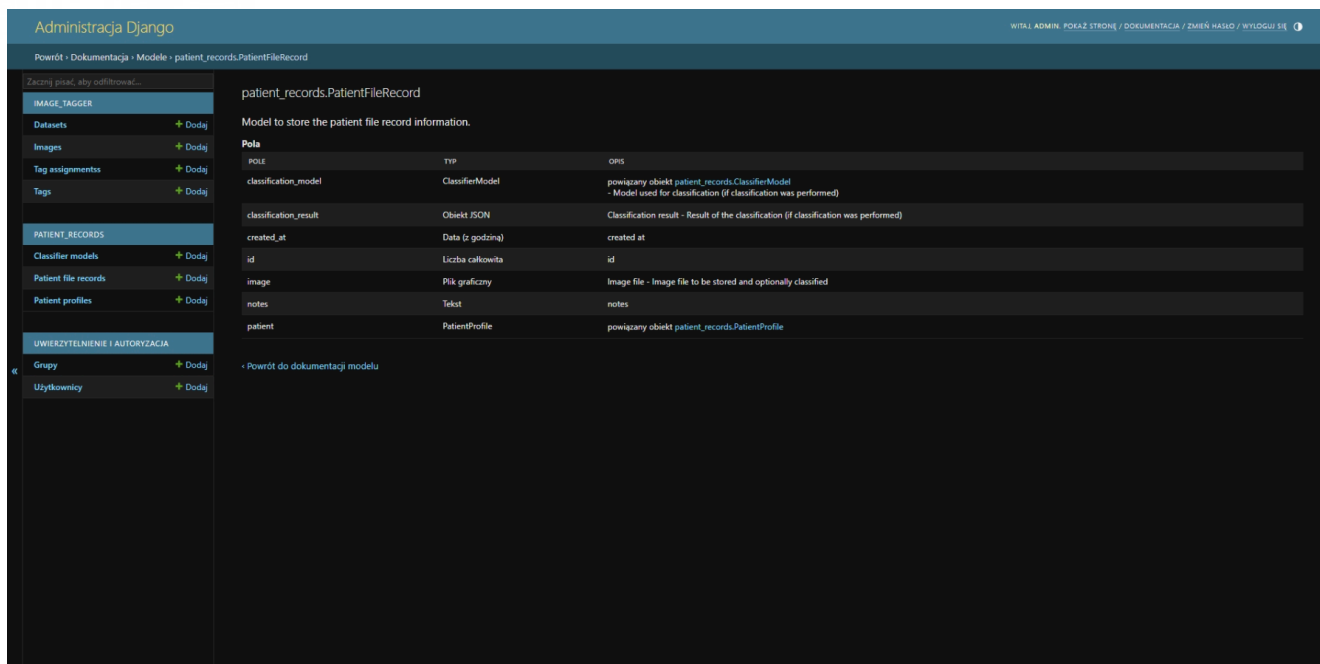 Administracja Django
WITAJ, ADMIN. POKAŻ STRONĘ / DOKUMENTACJA / ZMIEŃ HASŁO / WYLOGUJ SIĘ
Powrót › Dokumentacja › Modele › patient_records.PatientFileRecord
Zacznij pisać, aby odfiltrować...
IMAGE_TAGGER
Datasets + Dodaj
Images + Dodaj
Tag assignmentss + Dodaj
Tags + Dodaj
PATIENT_RECORDS
Classifier models + Dodaj
Patient file records + Dodaj
Patient profiles + Dodaj
UWIERZYTELNIENIE I AUTORYZACJA
Grupy + Dodaj
Użytkownicy + Dodaj
«
patient_records.PatientFileRecord
Model to store the patient file record information.
Pola
POLE TYP OPIS
classification_model ClassifierModel powiązany obiekt patient_records.ClassifierModel
- Model used for classification (if classification was performed)
classification_result Obiekt JSON Classification result - Result of the classification (if classification was performed)
created_at Data (z godziną) created at
id Liczba całkowita id
image Plik graficzny Image file - Image file to be stored and optionally classified
notes Tekst notes
patient PatientProfile powiązany obiekt patient_records.PatientProfile
‹ Powrót do dokumentacji modelu